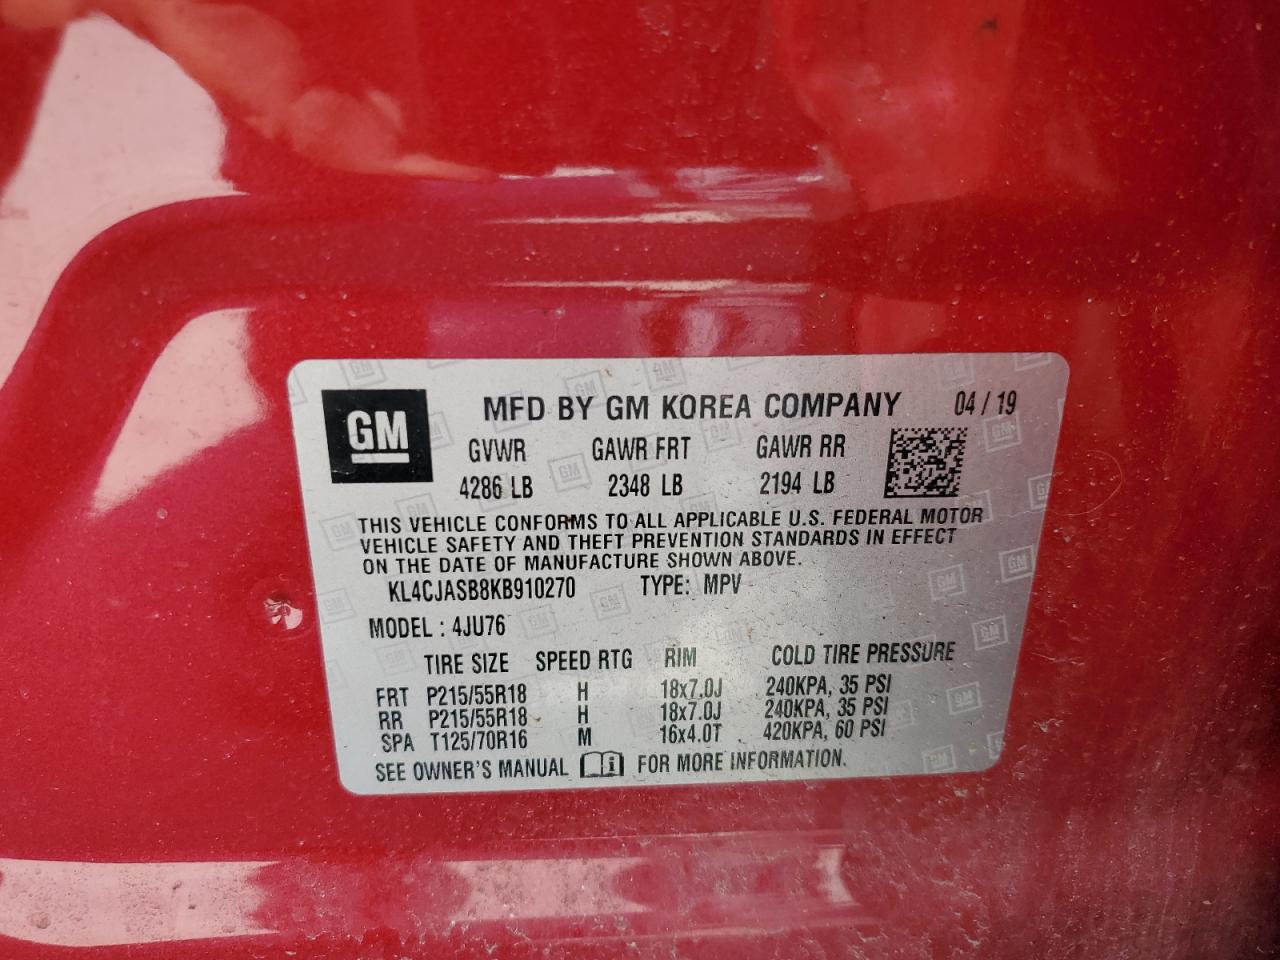 GM MFD BY GM KOREA COMPANY 04 / 19
GVWR GAWR FRT GAWR RR
4286 LB 2348 LB 2194 LB
THIS VEHICLE CONFORMS TO ALL APPLICABLE U.S. FEDERAL MOTOR
VEHICLE SAFETY AND THEFT PREVENTION STANDARDS IN EFFECT
ON THE DATE OF MANUFACTURE SHOWN ABOVE.
KL4CJASB8KB910270 TYPE: MPV
MODEL : 4JU76
TIRE SIZE SPEED RTG RIM COLD TIRE PRESSURE
FRT P215/55R18 H 18x7.0J 240KPA, 35 PSI
RR P215/55R18 H 18x7.0J 240KPA, 35 PSI
SPA T125/70R16 M 16x4.0T 420KPA, 60 PSI
SEE OWNER'S MANUAL i FOR MORE INFORMATION.